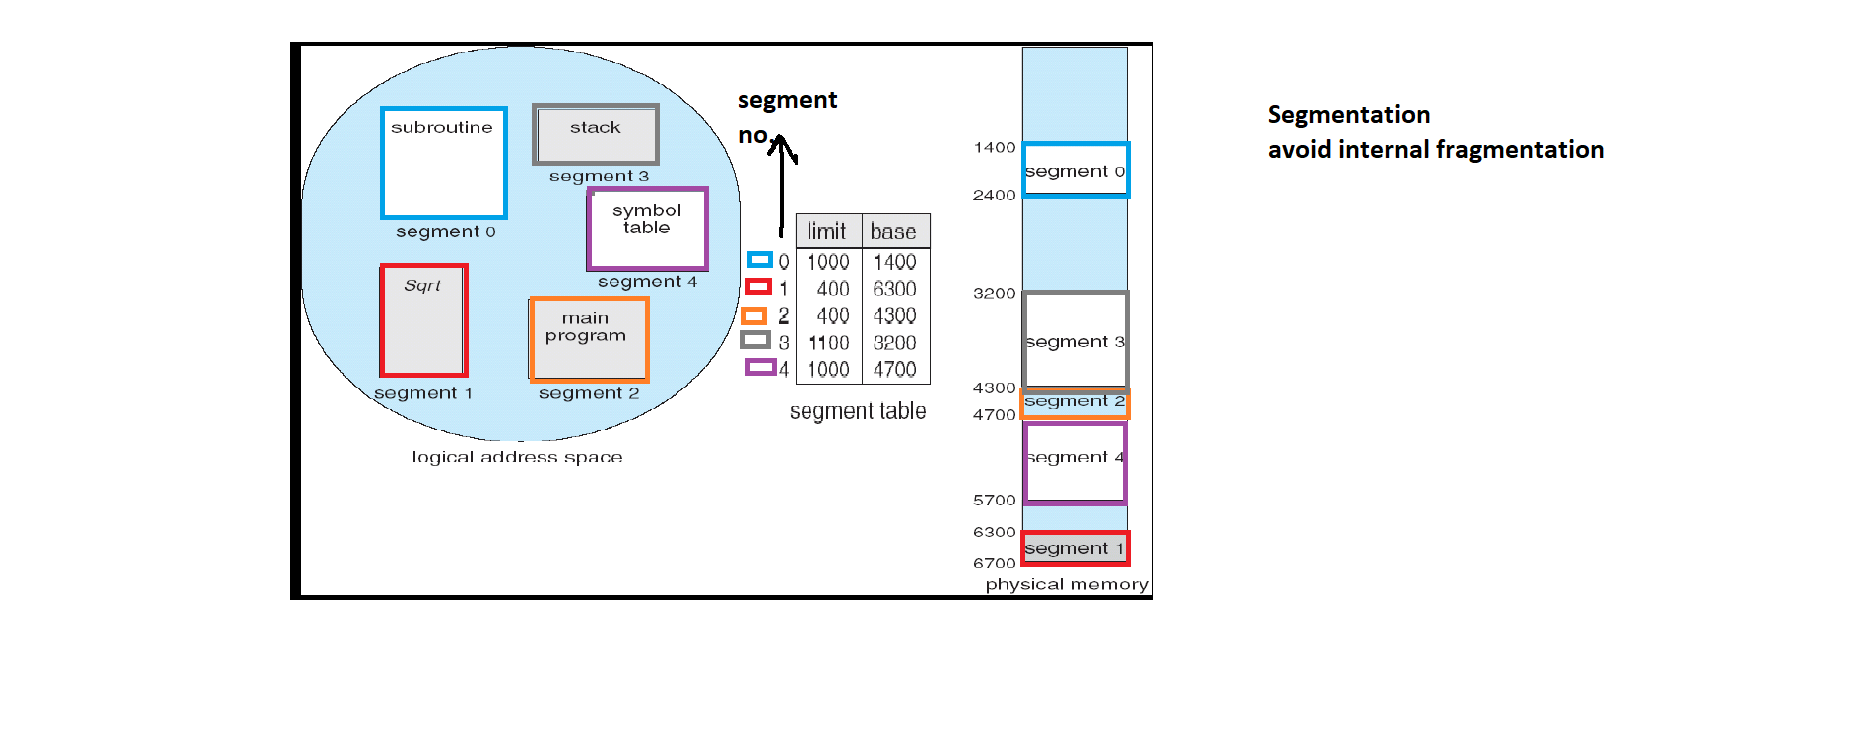 subroutine
segment 0
stack
segment 3
symbol
table
segment 4
Sqrt
segment 1
main
program
segment 2
logical address space
segment
no.
limit base
0 1000 1400
1 400 6300
2 400 4300
3 1100 3200
4 1000 4700
segment table
1400
segment 0
2400
3200
segment 3
4300
segment 2
4700
segment 4
5700
6300
segment 1
6700
physical memory
Segmentation
avoid internal fragmentation